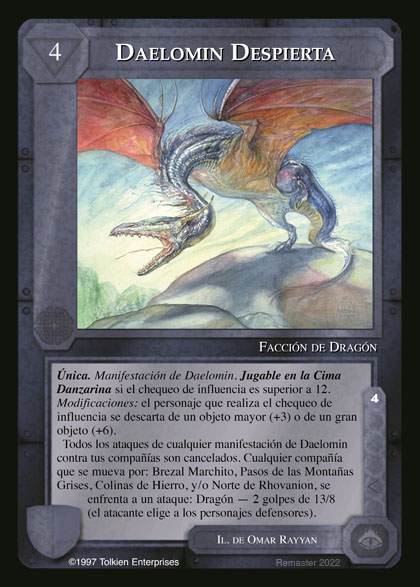 4
Daelomin Despierta
Facción de Dragón
Única. Manifestación de Daelomin. Jugable en la Cima
Danzarina si el chequeo de influencia es superior a 12.
Modificaciones: el personaje que realiza el chequeo de
influencia se descarta de un objeto mayor (+3) o de un gran
objeto (+6).
Todos los ataques de cualquier manifestación de Daelomin
contra tus compañías son cancelados. Cualquier compañía
que se mueva por: Brezal Marchito, Pasos de las Montañas
Grises, Colinas de Hierro, y/o Norte de Rhovanion, se
enfrenta a un ataque: Dragón — 2 golpes de 13/8
(el atacante elige a los personajes defensores).
4
Il. de Omar Rayyan
©1997 Tolkien Enterprises
Remaster 2022